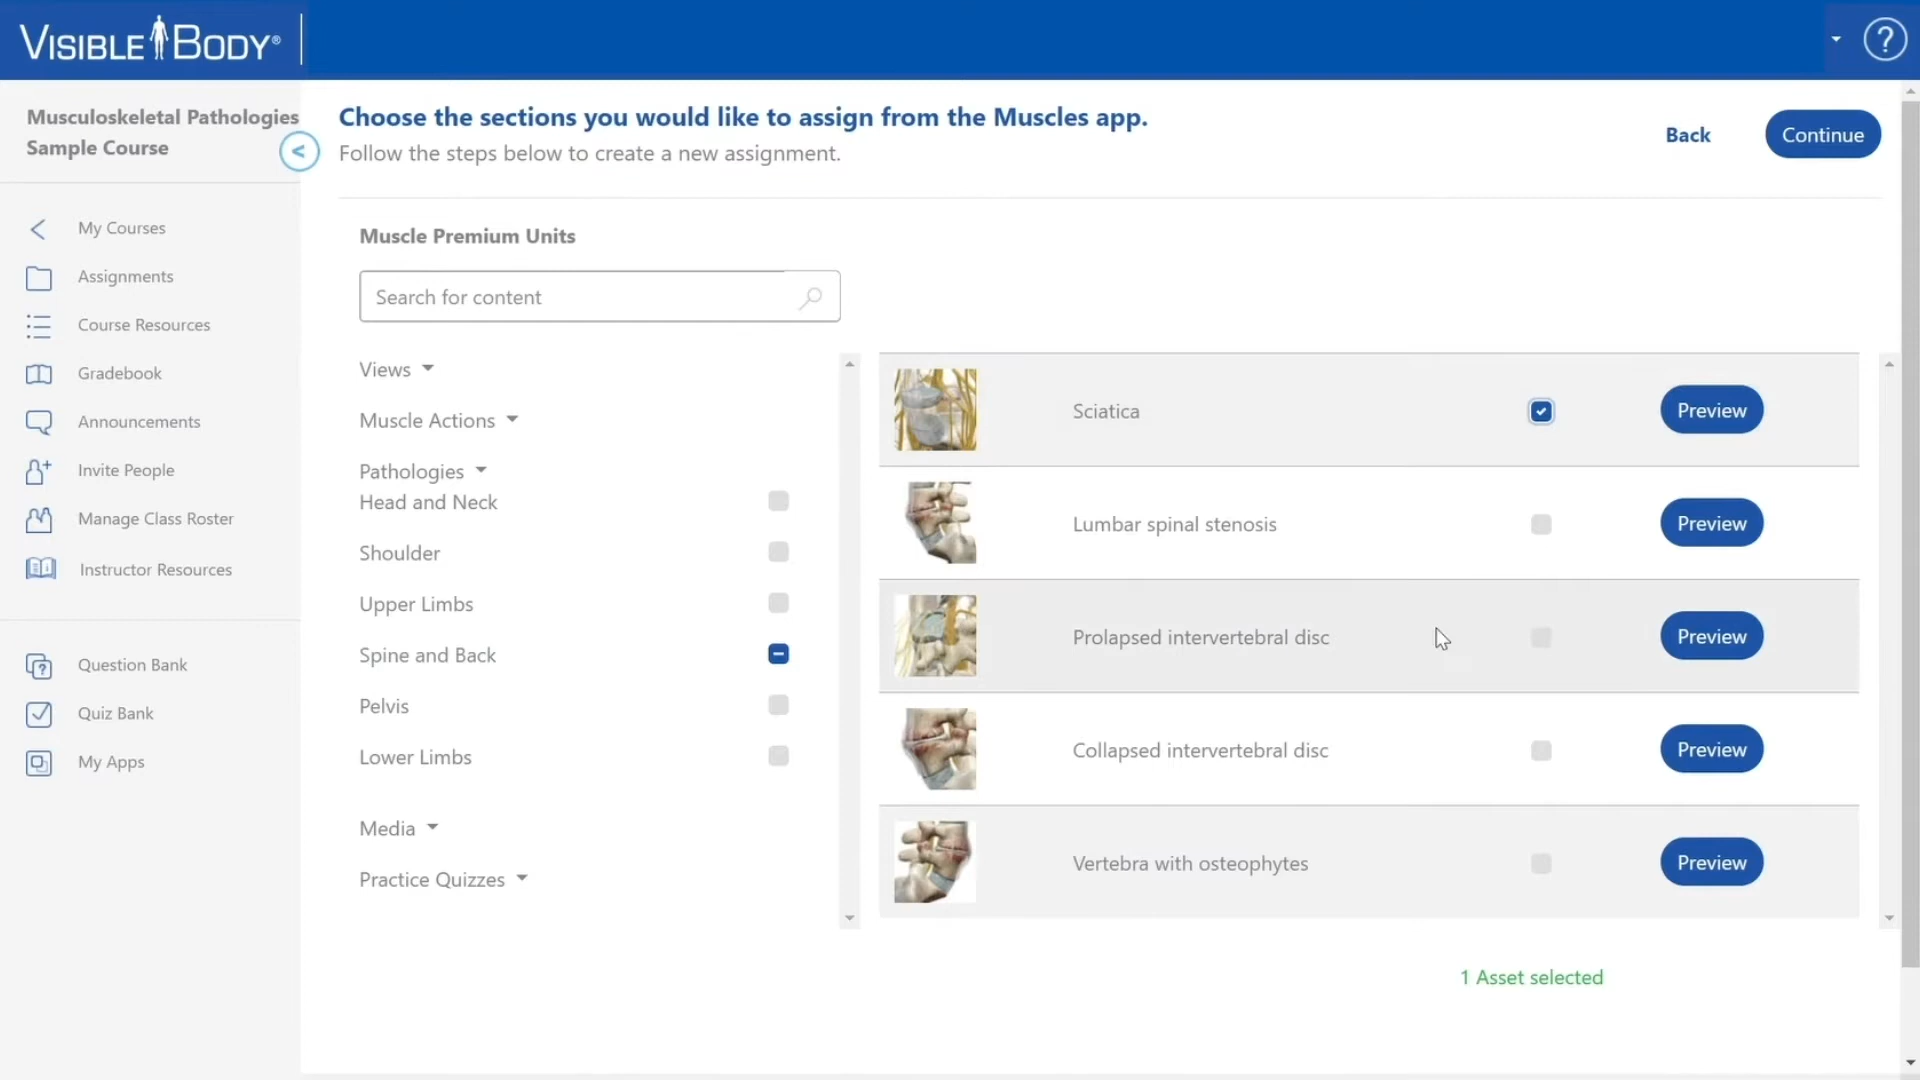 VISIBLE BODY®
?
Musculoskeletal Pathologies
Sample Course
<
My Courses
Assignments
Course Resources
Gradebook
Announcements
Invite People
Manage Class Roster
Instructor Resources
Question Bank
Quiz Bank
My Apps
Choose the sections you would like to assign from the Muscles app.
Follow the steps below to create a new assignment.
Back
Continue
Muscle Premium Units
Search for content
Views
Muscle Actions
Pathologies
Head and Neck
Shoulder
Upper Limbs
Spine and Back
Pelvis
Lower Limbs
Media
Practice Quizzes
Sciatica Preview
Lumbar spinal stenosis Preview
Prolapsed intervertebral disc Preview
Collapsed intervertebral disc Preview
Vertebra with osteophytes Preview
1 Asset selected